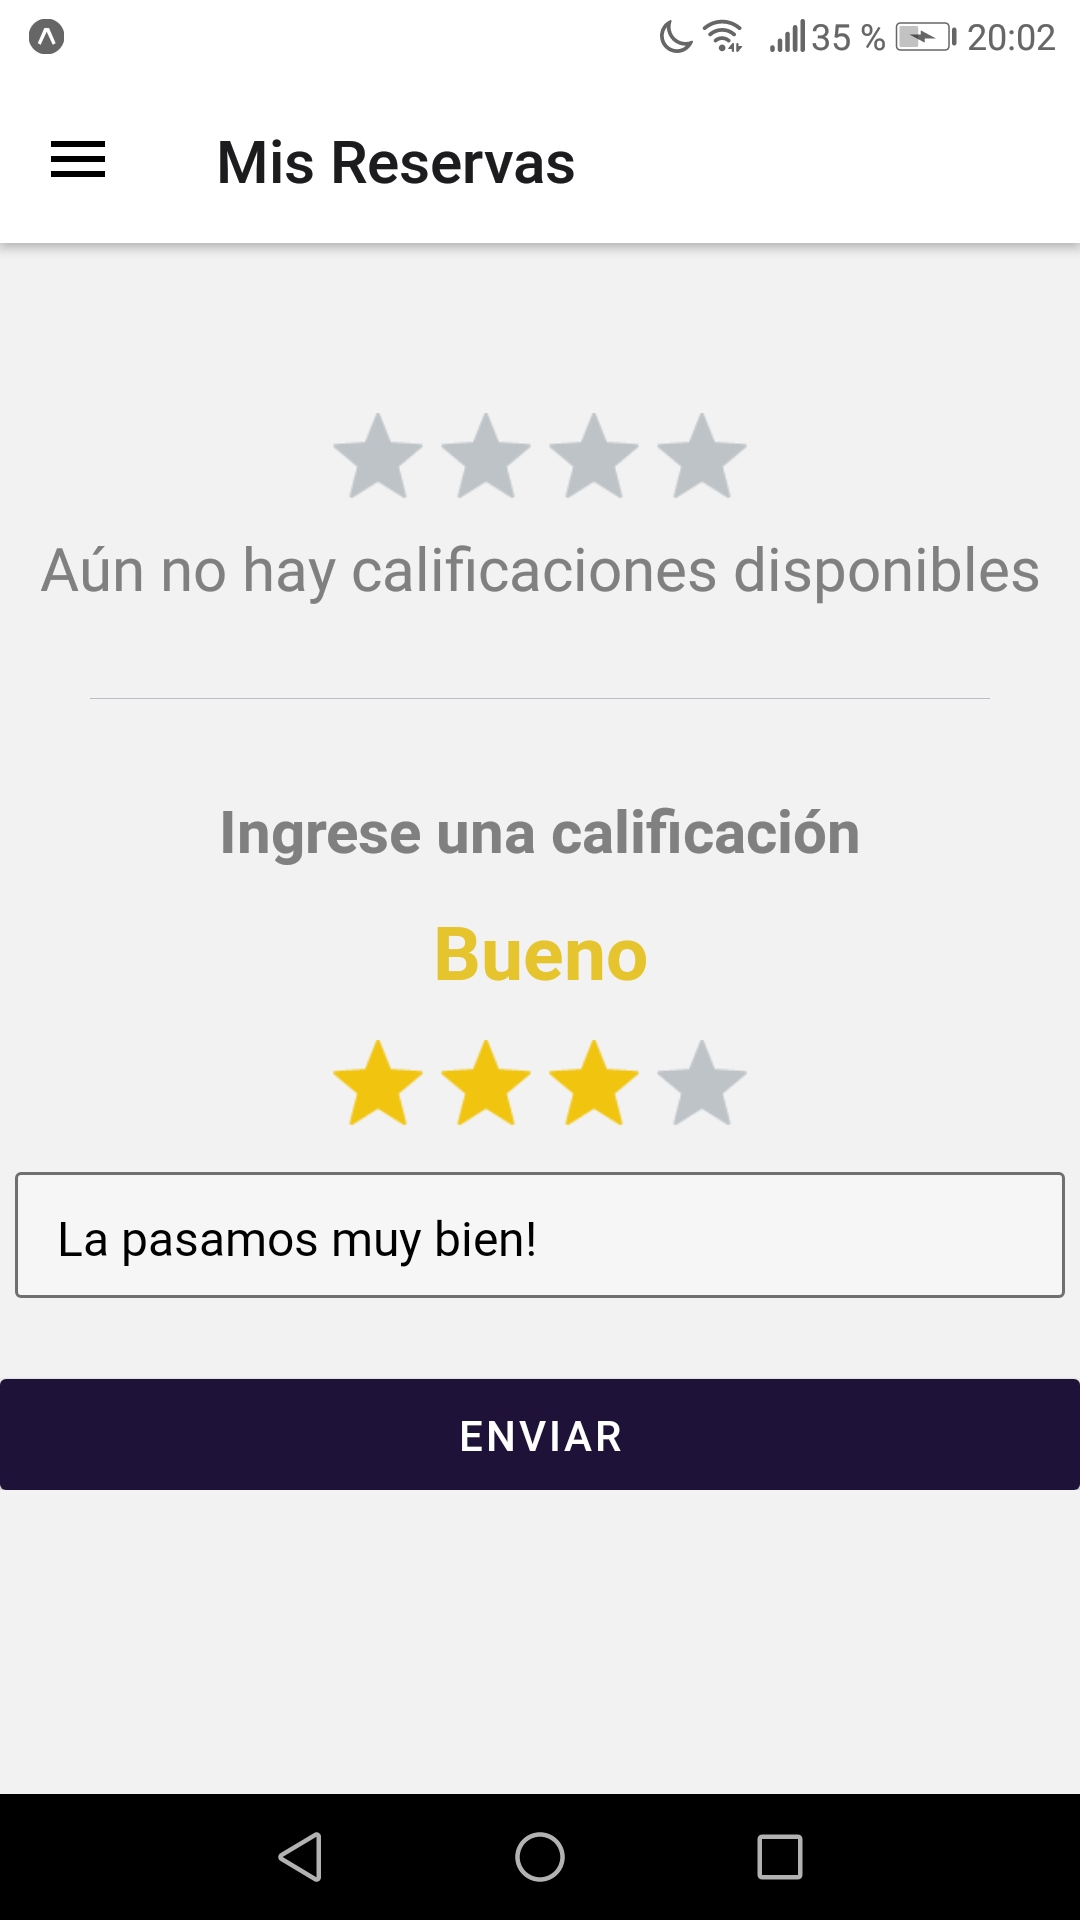 35 % 20:02
Mis Reservas
Aún no hay calificaciones disponibles
Ingrese una calificación
Bueno
La pasamos muy bien!
ENVIAR